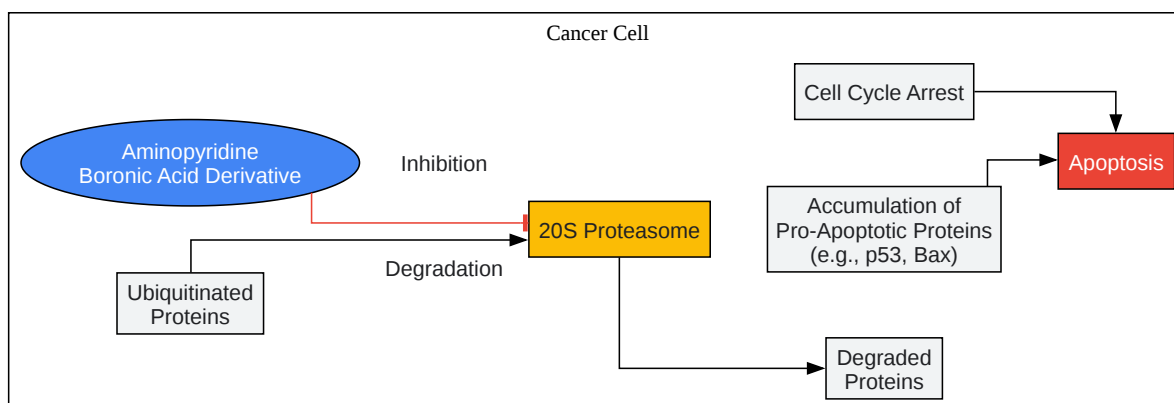 Cancer Cell
Cell Cycle Arrest
Aminopyridine
Boronic Acid Derivative
Inhibition
Apoptosis
20S Proteasome
Accumulation of
Pro-Apoptotic Proteins
(e.g., p53, Bax)
Degradation
Ubiquitinated
Proteins
Degraded
Proteins